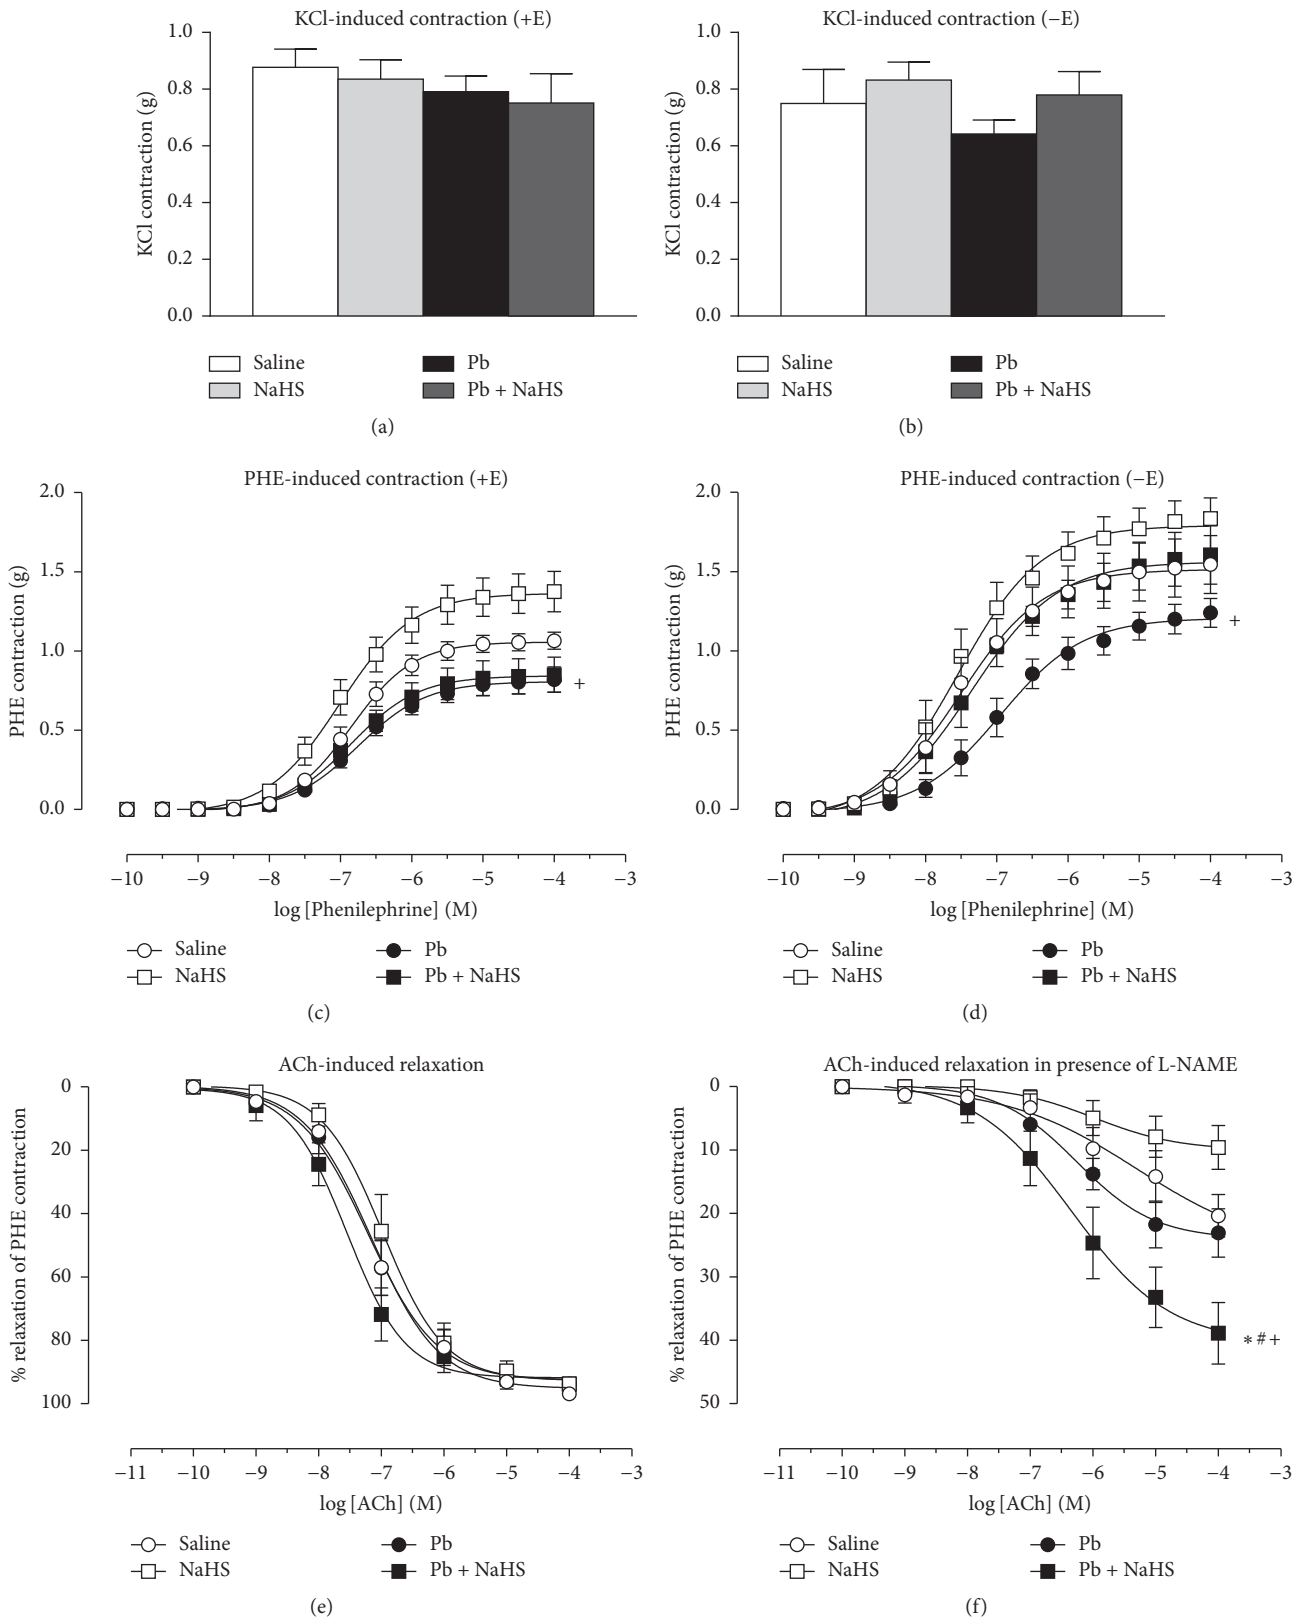 KCl-induced contraction (+E)
1.0
0.8
0.6
0.4
0.2
0.0
KCl contraction (g)
Saline
Pb
NaHS
Pb + NaHS
(a)
KCl-induced contraction (−E)
1.0
0.8
0.6
0.4
0.2
0.0
KCl contraction (g)
Saline
Pb
NaHS
Pb + NaHS
(b)
PHE-induced contraction (+E)
2.0
1.5
1.0
0.5
0.0
PHE contraction (g)
+
−10 −9 −8 −7 −6 −5 −4 −3
log [Phenilephrine] (M)
Saline
Pb
NaHS
Pb + NaHS
(c)
PHE-induced contraction (−E)
2.0
1.5
1.0
0.5
0.0
PHE contraction (g)
+
−10 −9 −8 −7 −6 −5 −4 −3
log [Phenilephrine] (M)
Saline
Pb
NaHS
Pb + NaHS
(d)
ACh-induced relaxation
0
20
40
60
80
100
% relaxation of PHE contraction
−11 −10 −9 −8 −7 −6 −5 −4 −3
log [ACh] (M)
Saline
Pb
NaHS
Pb + NaHS
(e)
ACh-induced relaxation in presence of L-NAME
0
10
20
30
40
50
% relaxation of PHE contraction
*#+
−11 −10 −9 −8 −7 −6 −5 −4 −3
log [ACh] (M)
Saline
Pb
NaHS
Pb + NaHS
(f)